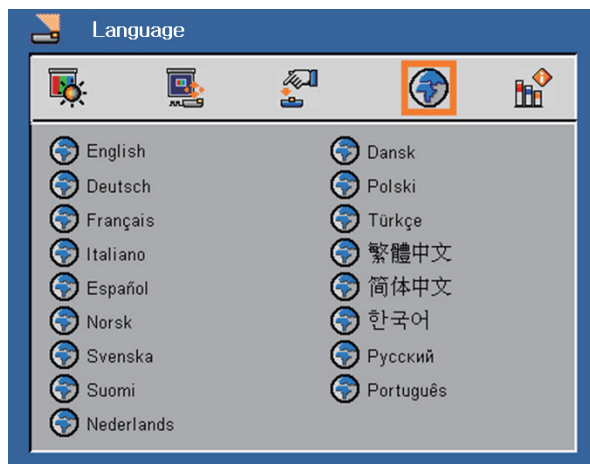 Language
English
Deutsch
Français
Italiano
Español
Norsk
Svenska
Suomi
Nederlands
Dansk
Polski
Türkçe
繁體中文
简体中文
한국어
Русский
Português